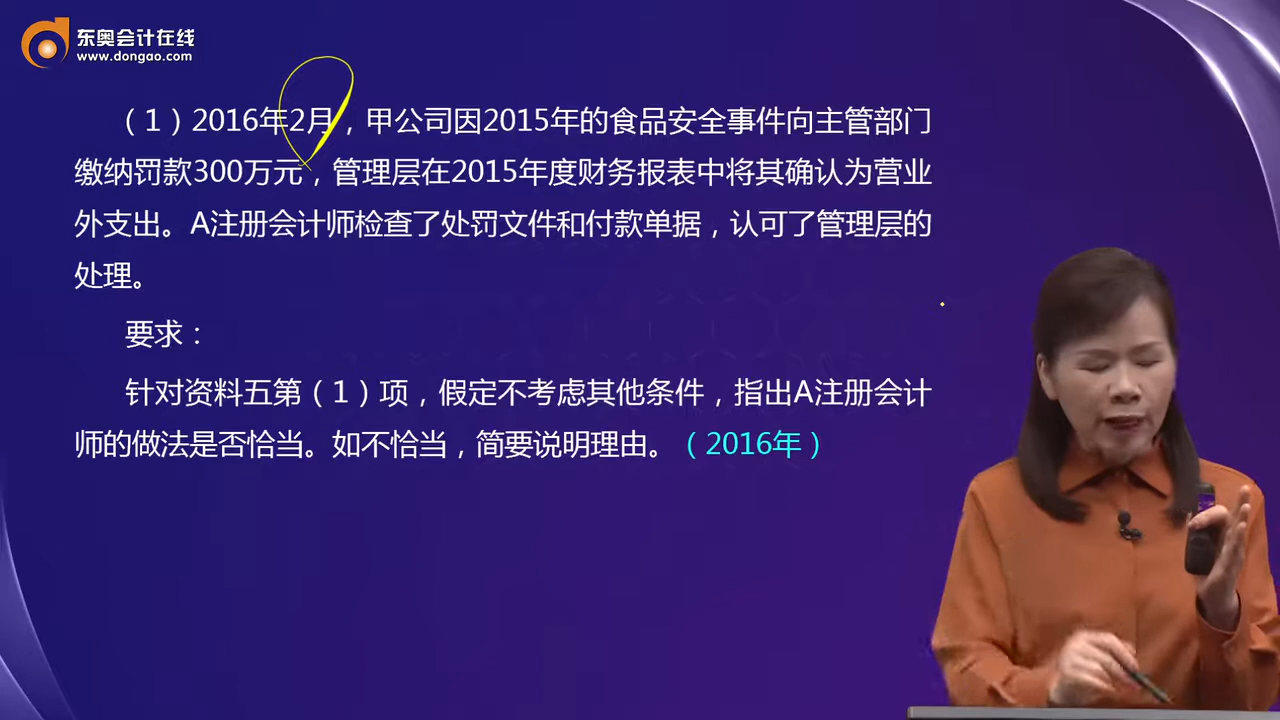 东奥会计在线
www.dongao.com
（1）2016年2月，甲公司因2015年的食品安全事件向主管部门
缴纳罚款300万元，管理层在2015年度财务报表中将其确认为营业
外支出。A注册会计师检查了处罚文件和付款单据，认可了管理层的
处理。
要求：
针对资料五第（1）项，假定不考虑其他条件，指出A注册会计
师的做法是否恰当。如不恰当，简要说明理由。（2016年）